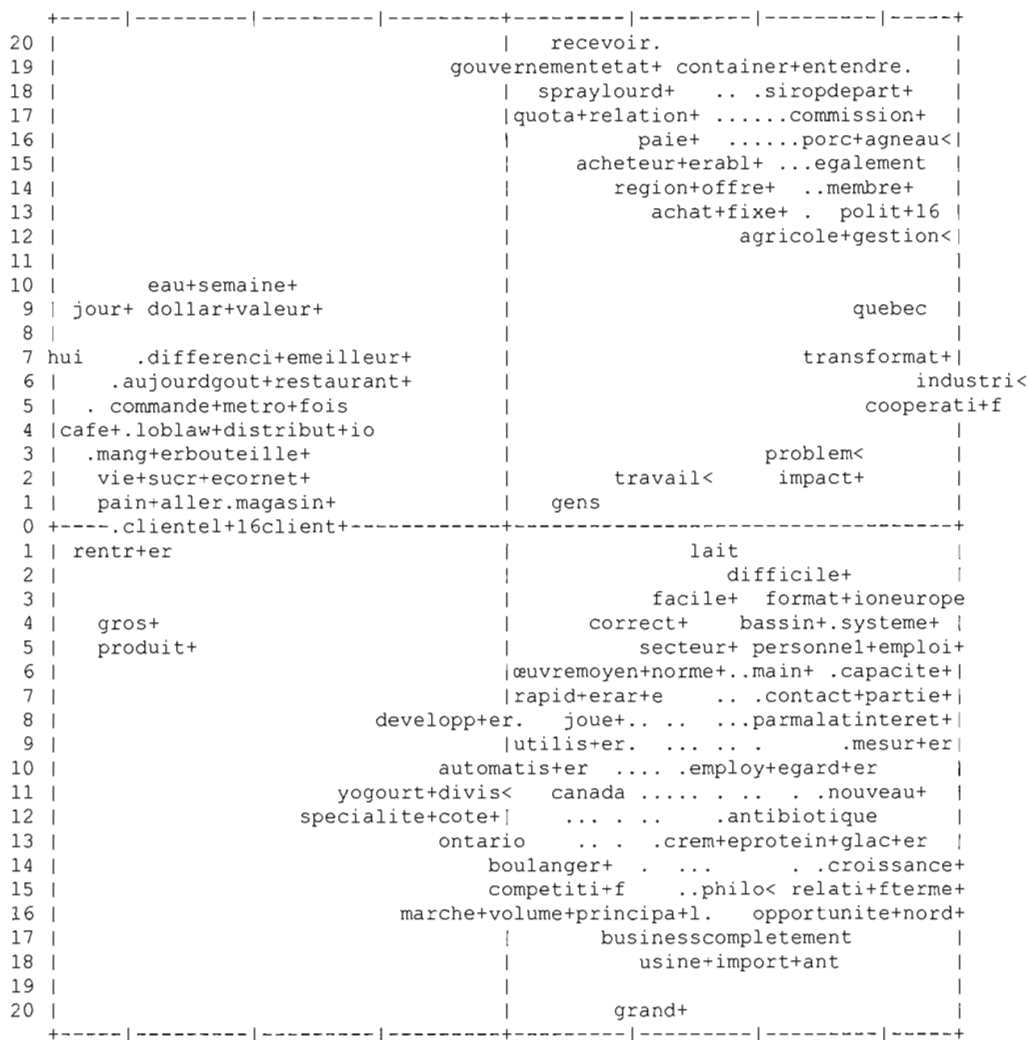 +-----|---------|---------|---------+---------|---------|---------|-----+
20 | | recevoir. |
19 | gouvernementetat+ container+entendre. |
18 | | spraylourd+ .. .siropdepart+ |
17 | |quota+relation+ ......commission+ |
16 | | paie+ ......porc+agneau<|
15 | | acheteur+erabl+ ...egalement |
14 | | region+offre+ ..membre+ |
13 | | achat+fixe+ . polit+16 |
12 | | agricole+gestion<|
11 | | |
10 | eau+semaine+ | |
9 | jour+ dollar+valeur+ | quebec |
8 | | |
7 hui .differenci+emeilleur+ | transformat+|
6 | .aujourdgout+restaurant+ | industri<
5 | . commande+metro+fois | cooperati+f
4 |cafe+.loblaw+distribut+io | |
3 | .mang+erbouteille+ | problem< |
2 | vie+sucr+ecornet+ | travail< impact+ |
1 | pain+aller.magasin+ | gens |
0 +----.clientel+16client+------------+-----------------------------------+
1 | rentr+er | lait |
2 | | difficile+ |
3 | | facile+ format+ioneurope
4 | gros+ | correct+ bassin+.systeme+ |
5 | produit+ | secteur+ personnel+emploi+
6 | |œuvremoyen+norme+..main+ .capacite+|
7 | |rapid+erar+e .. .contact+partie+|
8 | developp+er. joue+.. .. ...parmalatinteret+|
9 | |utilis+er. ... .. . .mesur+er|
10 | automatis+er .... .employ+egard+er |
11 | yogourt+divis< canada ..... .. .. . .nouveau+ |
12 | specialite+cote+| ... . .. .antibiotique |
13 | ontario .. . .crem+eprotein+glac+er |
14 | boulanger+ . ... . .croissance+
15 | competiti+f ..philo< relati+fterme+
16 | marche+volume+principa+l. opportunite+nord+
17 | | businesscompletement |
18 | | usine+import+ant |
19 | | |
20 | | grand+ |
+-----|---------|---------|---------+---------|---------|---------|-----+